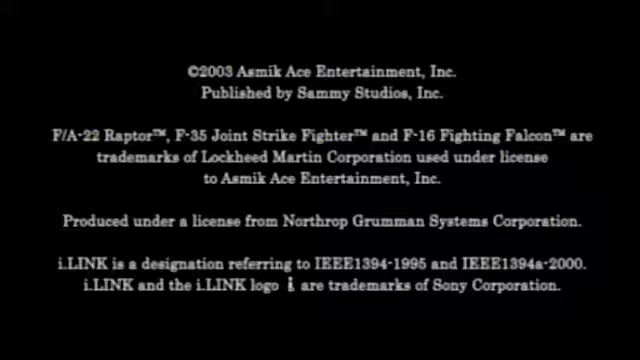 ©2003 Asmik Ace Entertainment, Inc.
Published by Sammy Studios, Inc.
F/A-22 Raptor™, F-35 Joint Strike Fighter™ and F-16 Fighting Falcon™ are
trademarks of Lockheed Martin Corporation used under license
to Asmik Ace Entertainment, Inc.
Produced under a license from Northrop Grumman Systems Corporation.
i.LINK is a designation referring to IEEE1394-1995 and IEEE1394a-2000.
i.LINK and the i.LINK logo i are trademarks of Sony Corporation.